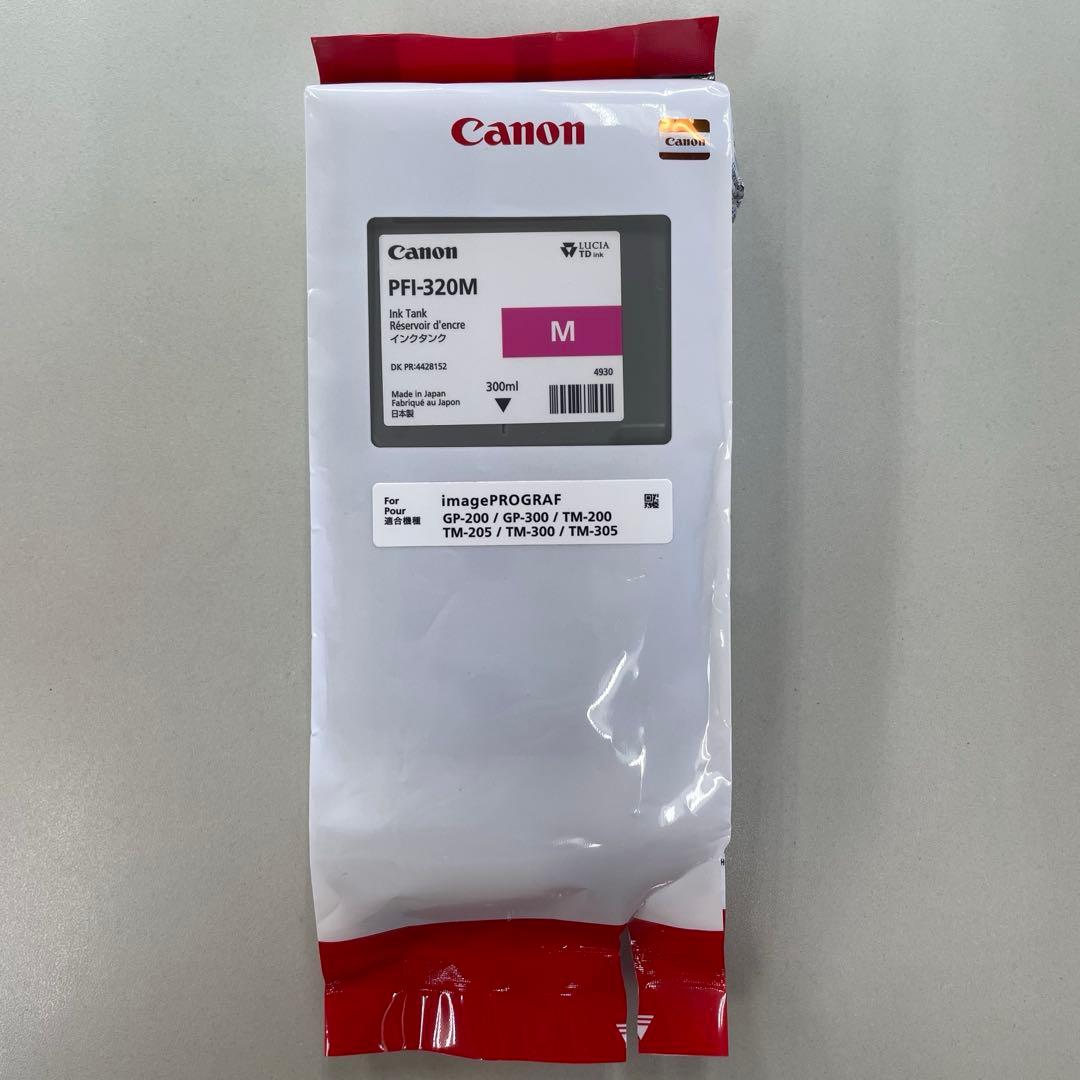 Canon
Canon
Canon
LUCIA
TD ink
PFI-320M
Ink Tank
Réservoir d'encre
インクタンク
M
DK PR:4428152
4930
300ml
Made in Japan
Fabriqué au Japon
日本製
For
Pour
適合機種
imagePROGRAF
GP-200 / GP-300 / TM-200
TM-205 / TM-300 / TM-305
H